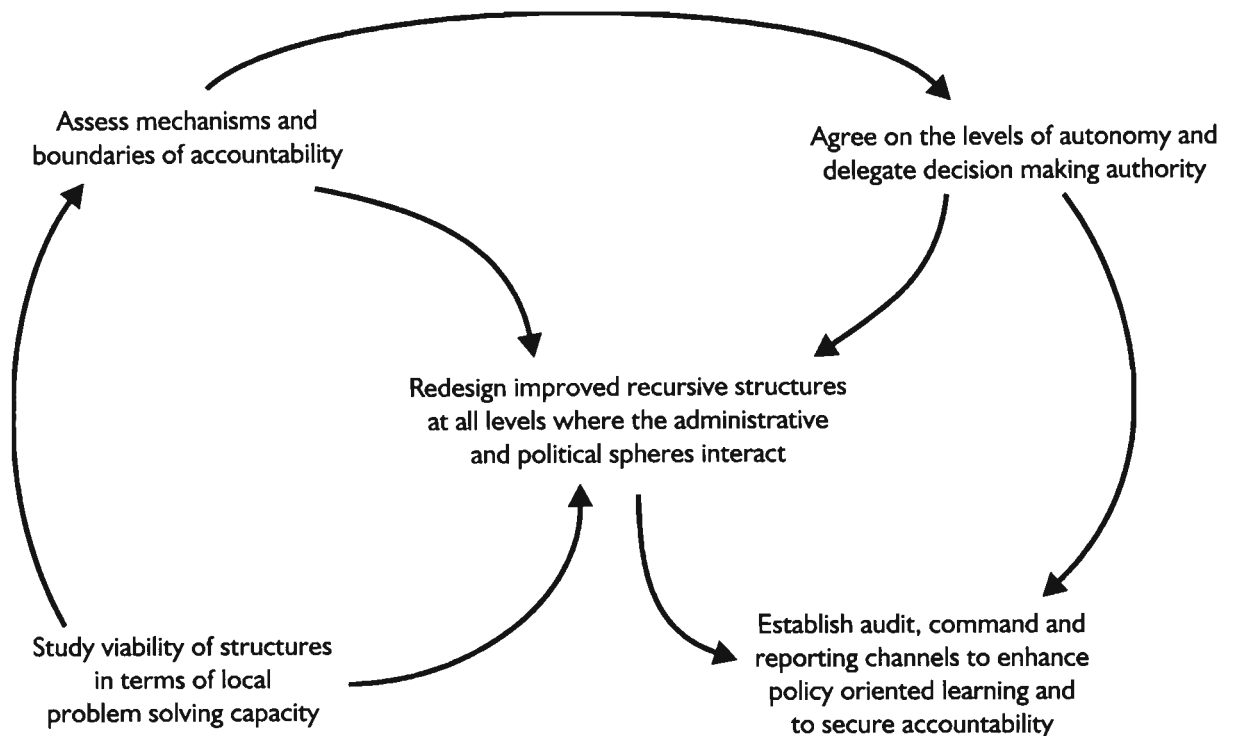 Assess mechanisms and
boundaries of accountability
Agree on the levels of autonomy and
delegate decision making authority
Redesign improved recursive structures
at all levels where the administrative
and political spheres interact
Study viability of structures
in terms of local
problem solving capacity
Establish audit, command and
reporting channels to enhance
policy oriented learning and
to secure accountability